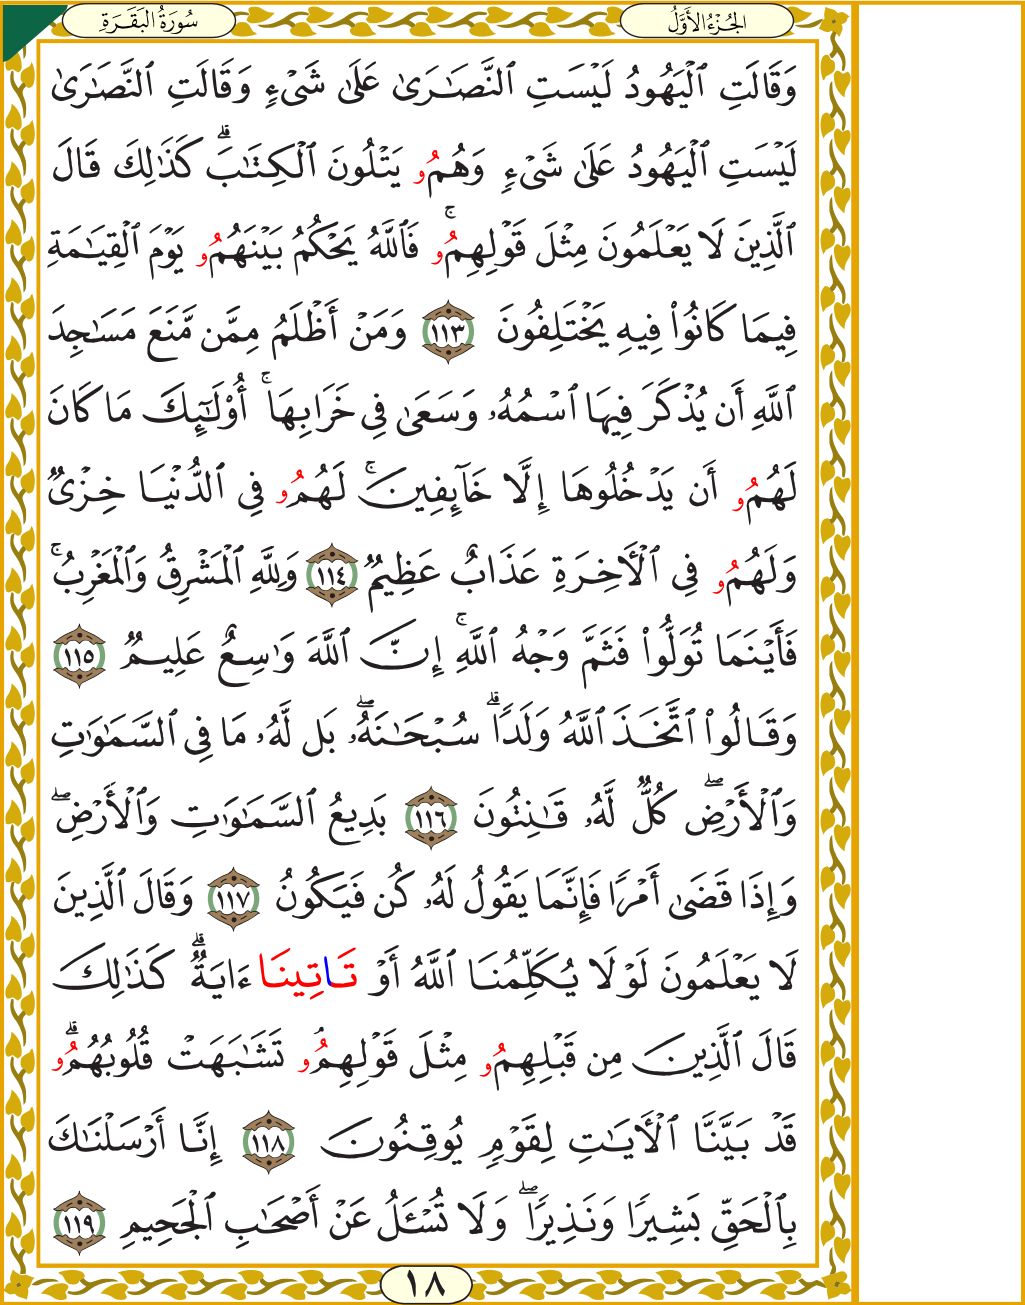 الجُزْءُ الأَوَّلُ
سُورَةُ البَقَرَةِ
وَقَالَتِ ٱلْيَهُودُ لَيْسَتِ ٱلنَّصَٰرَىٰ عَلَىٰ شَىْءٍ وَقَالَتِ ٱلنَّصَٰرَىٰ
لَيْسَتِ ٱلْيَهُودُ عَلَىٰ شَىْءٍ وَهُمُو يَتْلُونَ ٱلْكِتَٰبَ ۗ كَذَٰلِكَ قَالَ
ٱلَّذِينَ لَا يَعْلَمُونَ مِثْلَ قَوْلِهِمُو ۚ فَٱللَّهُ يَحْكُمُ بَيْنَهُمُو يَوْمَ ٱلْقِيَٰمَةِ
فِيمَا كَانُوا۟ فِيهِ يَخْتَلِفُونَ ١١٣ وَمَنْ أَظْلَمُ مِمَّن مَّنَعَ مَسَٰجِدَ
ٱللَّهِ أَن يُذْكَرَ فِيهَا ٱسْمُهُۥ وَسَعَىٰ فِى خَرَابِهَا ۚ أُو۟لَٰٓئِكَ مَا كَانَ
لَهُمُو أَن يَدْخُلُوهَا إِلَّا خَآئِفِينَ ۚ لَهُمُو فِى ٱلدُّنْيَا خِزْىٌ
وَلَهُمُو فِى ٱلْأَخِرَةِ عَذَابٌ عَظِيمٌ ١١٤ وَلِلَّهِ ٱلْمَشْرِقُ وَٱلْمَغْرِبُ ۚ
فَأَيْنَمَا تُوَلُّوا۟ فَثَمَّ وَجْهُ ٱللَّهِ ۚ إِنَّ ٱللَّهَ وَٰسِعٌ عَلِيمٌ ١١٥
وَقَالُوا۟ ٱتَّخَذَ ٱللَّهُ وَلَدًا ۗ سُبْحَٰنَهُۥ ۖ بَل لَّهُۥ مَا فِى ٱلسَّمَٰوَٰتِ
وَٱلْأَرْضِ ۖ كُلٌّ لَّهُۥ قَٰنِتُونَ ١١٦ بَدِيعُ ٱلسَّمَٰوَٰتِ وَٱلْأَرْضِ ۖ
وَإِذَا قَضَىٰ أَمْرًا فَإِنَّمَا يَقُولُ لَهُۥ كُن فَيَكُونُ ١١٧ وَقَالَ ٱلَّذِينَ
لَا يَعْلَمُونَ لَوْلَا يُكَلِّمُنَا ٱللَّهُ أَوْ تَاتِينَا ءَايَةٌ ۗ كَذَٰلِكَ
قَالَ ٱلَّذِينَ مِن قَبْلِهِمُو مِثْلَ قَوْلِهِمُو ۘ تَشَٰبَهَتْ قُلُوبُهُمُو ۗ
قَدْ بَيَّنَّا ٱلْأَيَٰتِ لِقَوْمٍ يُوقِنُونَ ١١٨ إِنَّا أَرْسَلْنَٰكَ
بِٱلْحَقِّ بَشِيرًا وَنَذِيرًا ۖ وَلَا تُسْـَٔلُ عَنْ أَصْحَٰبِ ٱلْجَحِيمِ ١١٩
١٨